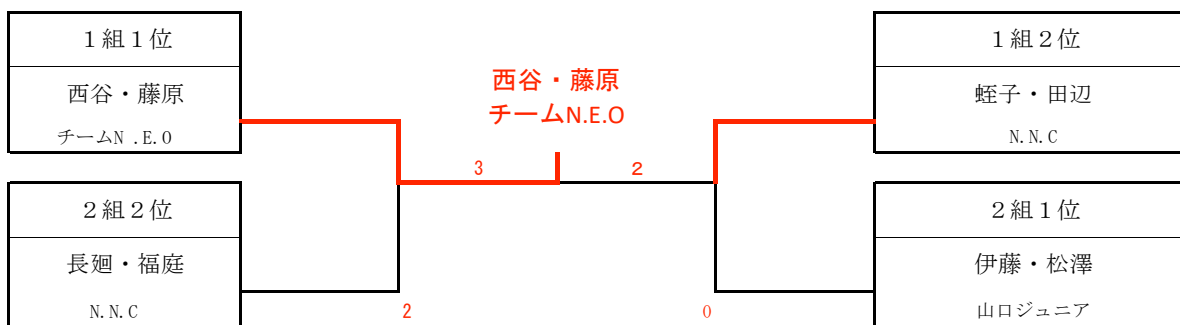 １組１位
西谷・藤原
チームN .E.O
２組２位
長廻・福庭
N.N.C
西谷・藤原
チームN.E.O
3
2
2
0
１組２位
蛭子・田辺
N.N.C
２組１位
伊藤・松澤
山口ジュニア